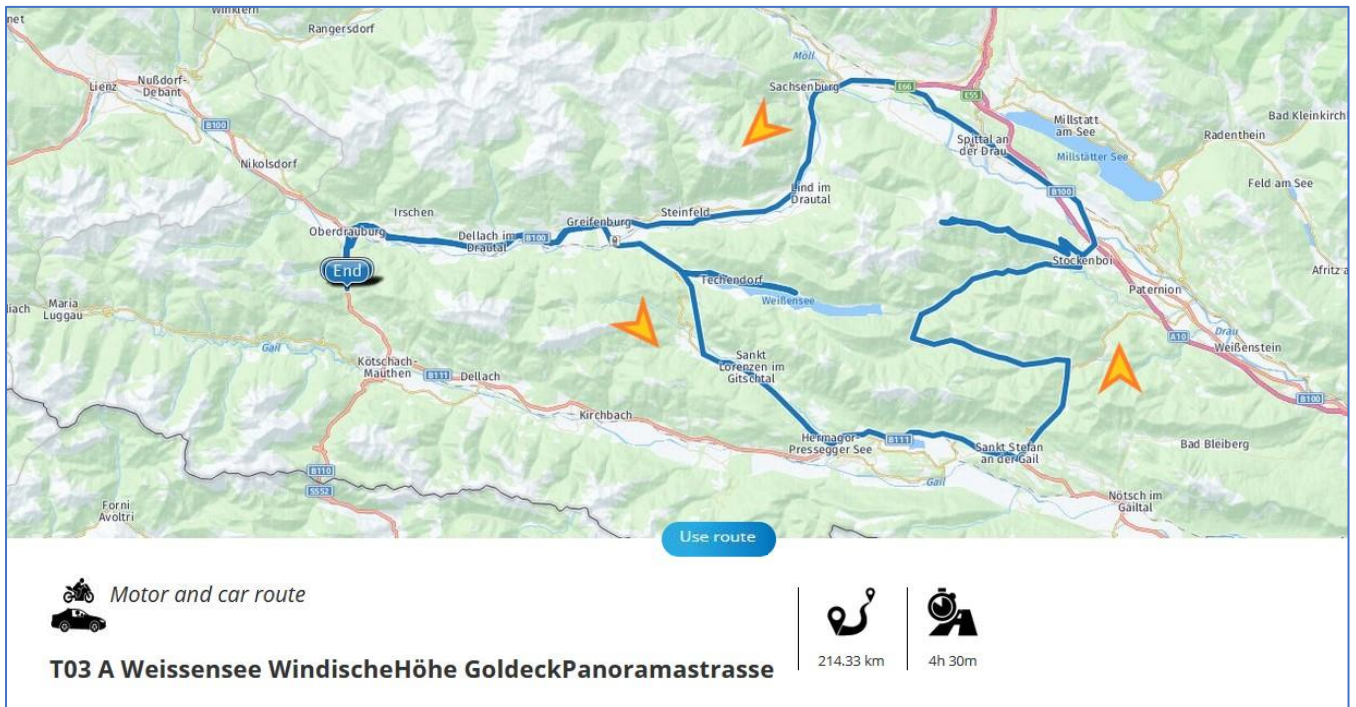 net
Winklern
Rangersdorf
Möll
Lienz
Nußdorf-
Debant
Sachsenburg
E66
E55
Bad Kleinkirch
B100
Millstatt
am See
Radenthein
Spittal an
der Drau
Millstätter See
Nikolsdorf
Feld am See
Lind im
Drautal
B100
Irschen
Steinfeld
Greifenburg
Oberdrauburg
Dellach im
Drautal
B100
Stockenboi
End
Techendorf
Afritz a
Weißensee
Paternion
Maria
Luggau
liach
Drau
Gail
A10
Weißenstein
Sankt
Lorenzen im
Gitschtal
Kötschach-
Mauthen
B111
Dellach
B100
Kirchbach
Hermagor-
Pressegger See
B111
Sankt Stefan
an der Gail
Bad Bleiberg
B110
S552
Gail
Nötsch im
Gailtal
Forni
Avoltri
Use route
Motor and car route
T03 A Weissensee WindischeHöhe GoldeckPanoramastrasse
214.33 km
4h 30m